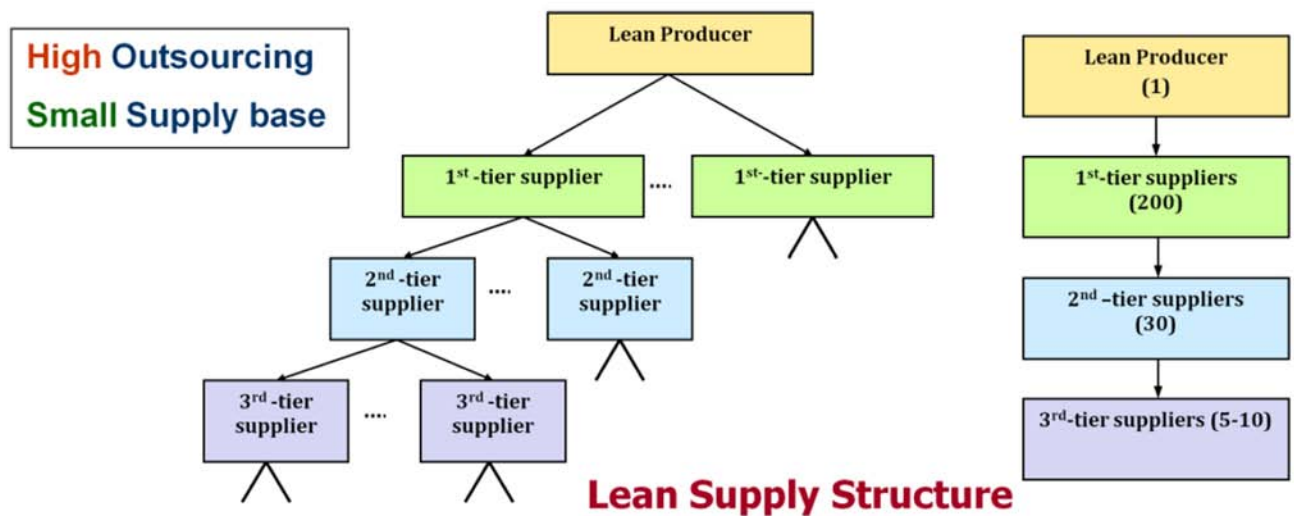 High Outsourcing
Small Supply base
Lean Producer
1st -tier supplier
....
1st- -tier supplier
2nd -tier
supplier
....
2nd -tier
supplier
3rd -tier
supplier
....
3rd -tier
supplier
Lean Producer
(1)
1st-tier suppliers
(200)
2nd –tier suppliers
(30)
3rd-tier suppliers (5-10)
Lean Supply Structure